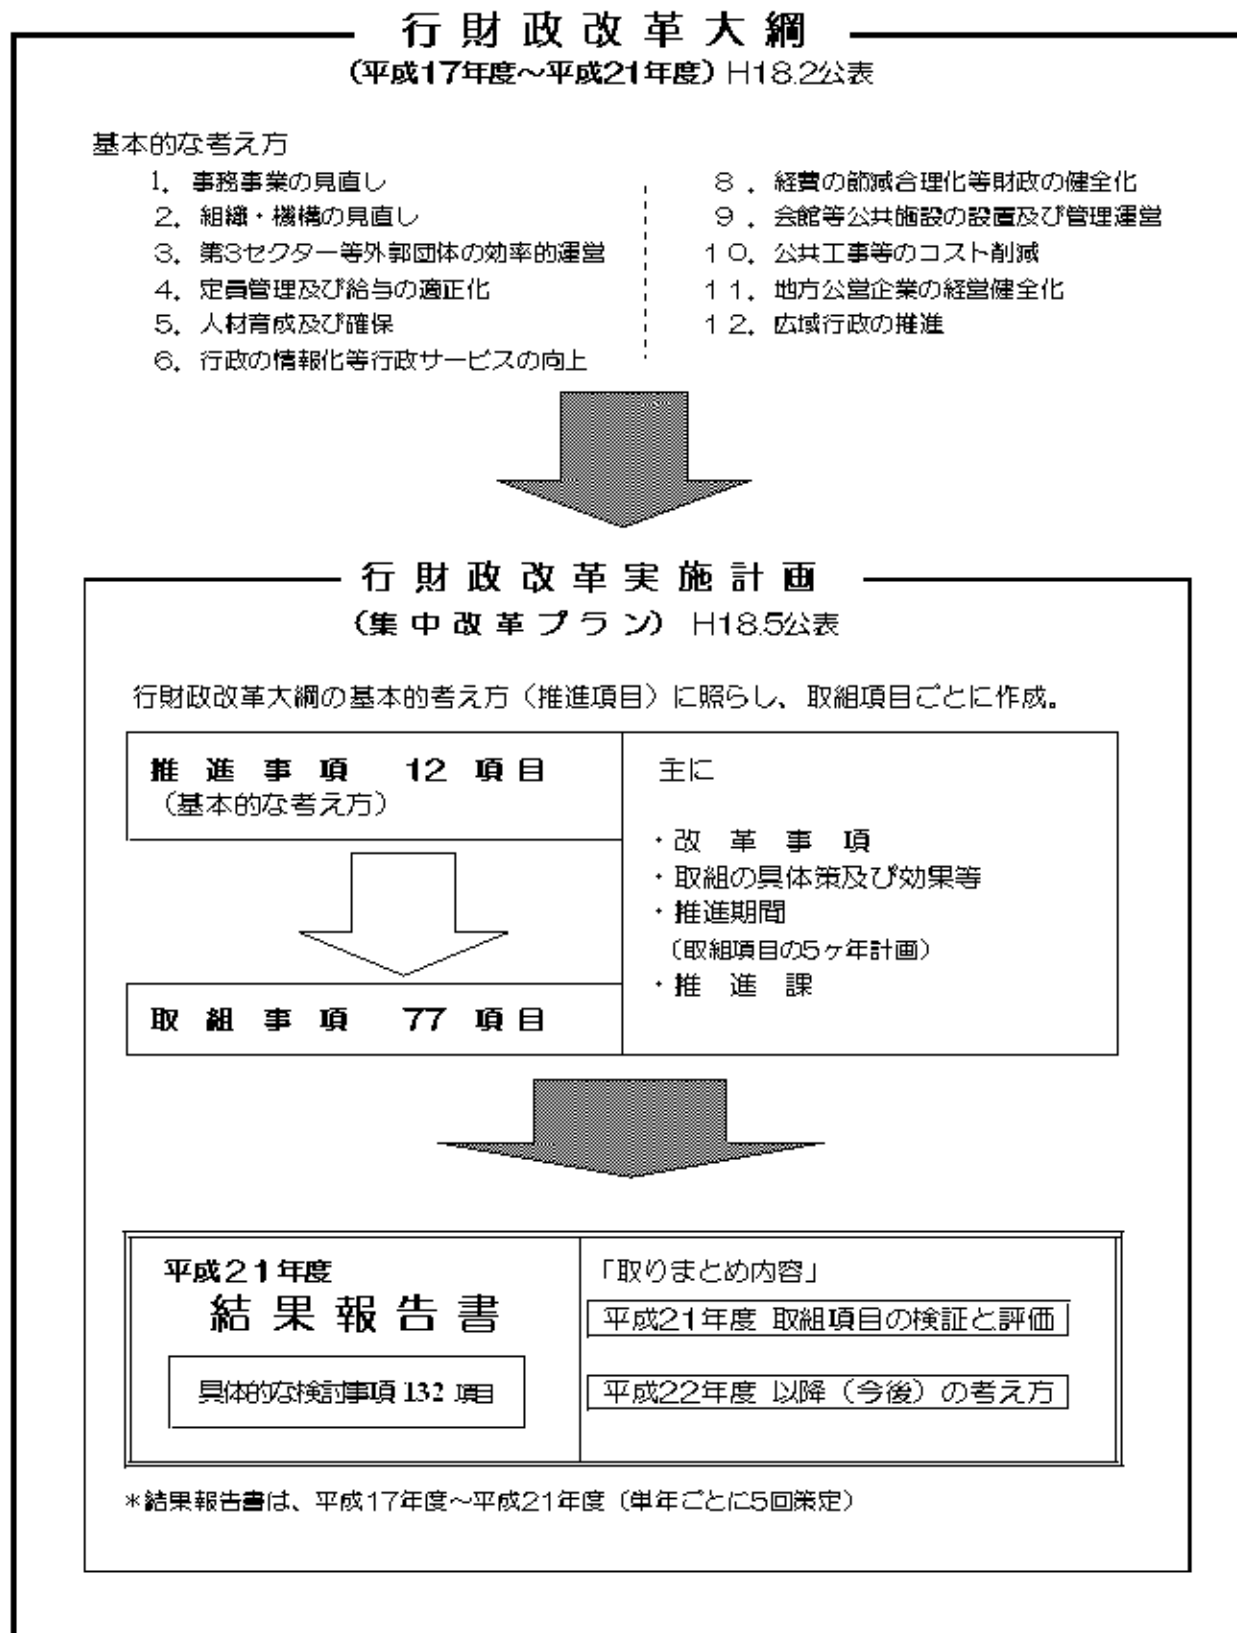 行財政改革大綱
(平成17年度～平成21年度) H18.2公表
基本的な考え方
1．事務事業の見直し
2．組織・機構の見直し
3．第3セクター等外郭団体の効率的運営
4．定員管理及び給与の適正化
5．人材育成及び確保
6．行政の情報化等行政サービスの向上
８．経費の節減合理化等財政の健全化
９．会館等公共施設の設置及び管理運営
１０．公共工事等のコスト削減
１１．地方公営企業の経営健全化
１２．広域行政の推進
行財政改革実施計画
(集中改革プラン) H18.5公表
行財政改革大綱の基本的考え方（推進項目）に照らし、取組項目ごとに作成。
推進事項 12 項目
（基本的な考え方）
取組事項 77 項目
主に
・改革事項
・取組の具体策及び効果等
・推進期間
（取組項目の5ヶ年計画）
・推進課
平成21年度
結果報告書
具体的な検討事項 132 項目
「取りまとめ内容」
平成21年度 取組項目の検証と評価
平成22年度 以降（今後）の考え方
＊結果報告書は、平成17年度～平成21年度（単年ごとに5回策定）